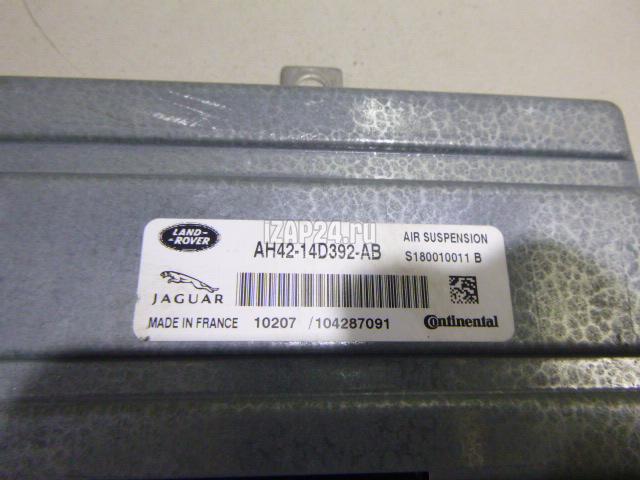 LAND-
-ROVER
IZAP24.ru
AH42-14D392-AB
AIR SUSPENSION
S180010011 B
JAGUAR
MADE IN FRANCE 10207 /104287091
Continental